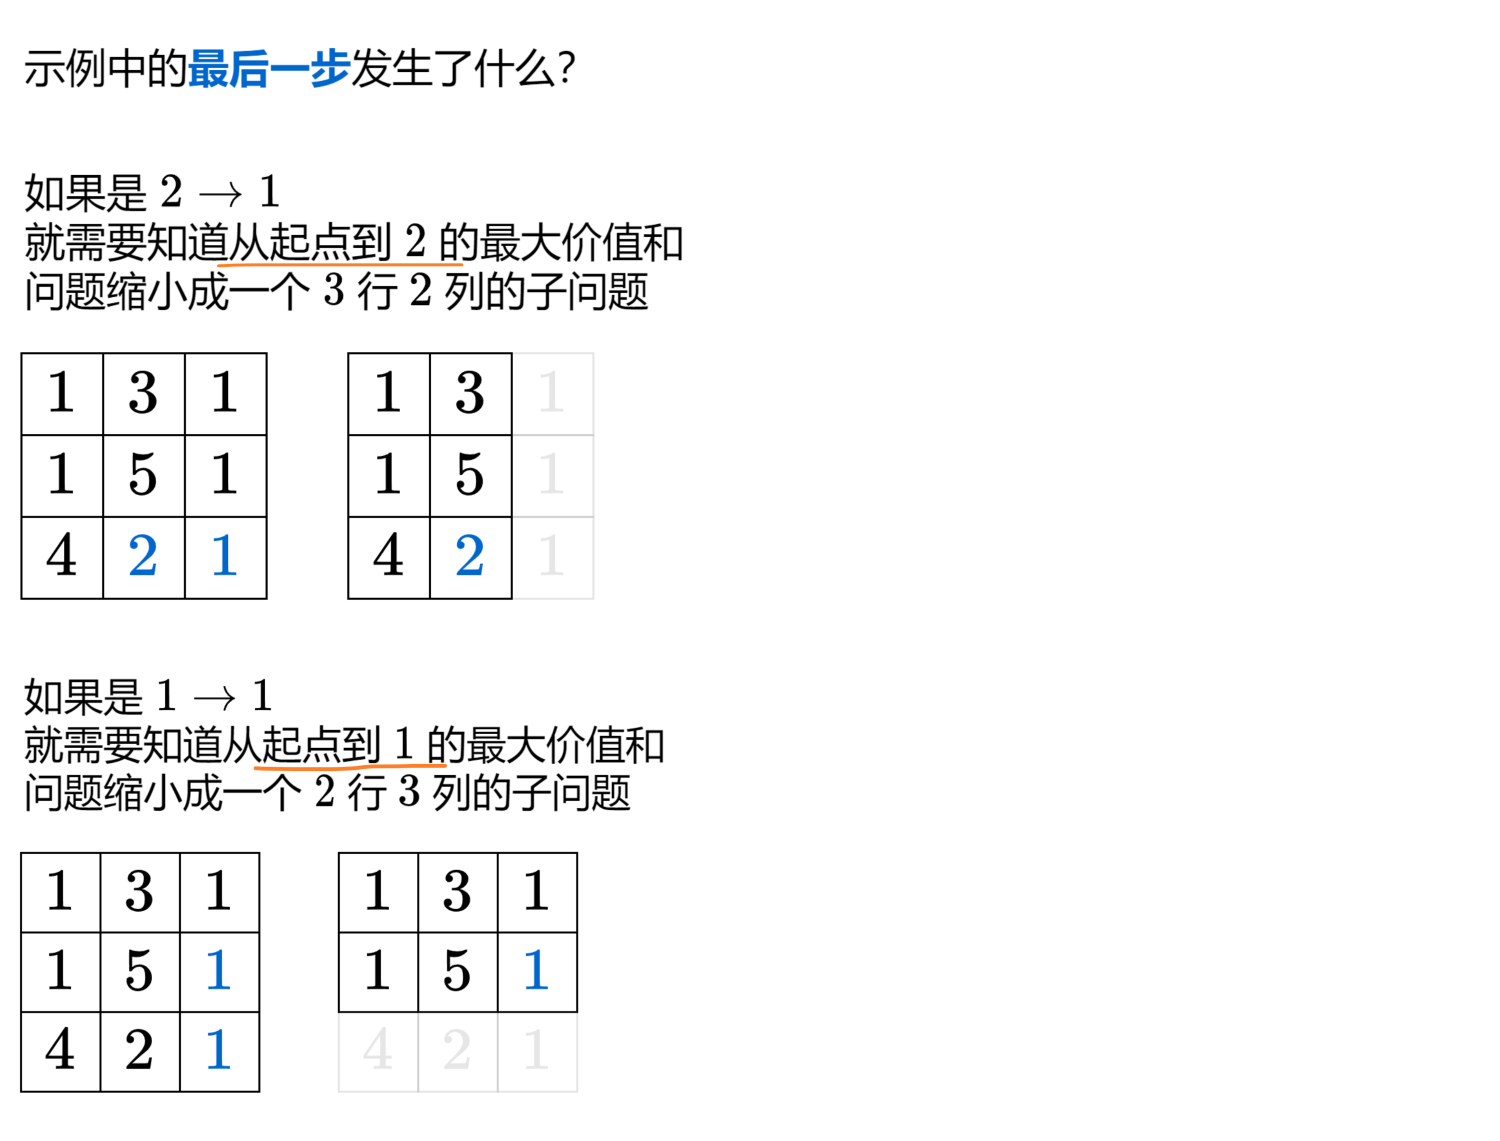 示例中的最后一步发生了什么？
如果是 2 → 1
就需要知道从起点到 2 的最大价值和
问题缩小成一个 3 行 2 列的子问题
1 3 1 1 3 1
1 5 1 1 5 1
4 2 1 4 2 1
如果是 1 → 1
就需要知道从起点到 1 的最大价值和
问题缩小成一个 2 行 3 列的子问题
1 3 1 1 3 1
1 5 1 1 5 1
4 2 1 4 2 1